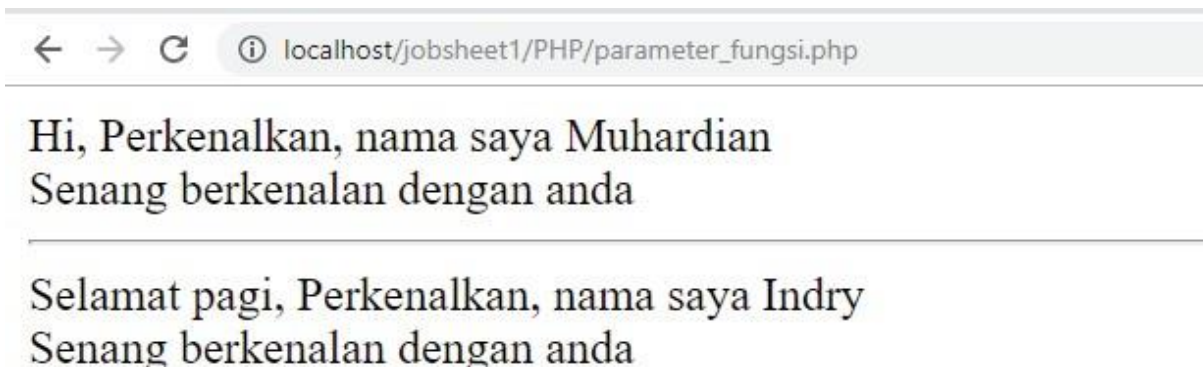 localhost/jobsheet1/PHP/parameter_fungsi.php
Hi, Perkenalkan, nama saya Muhardian
Senang berkenalan dengan anda
Selamat pagi, Perkenalkan, nama saya Indry
Senang berkenalan dengan anda